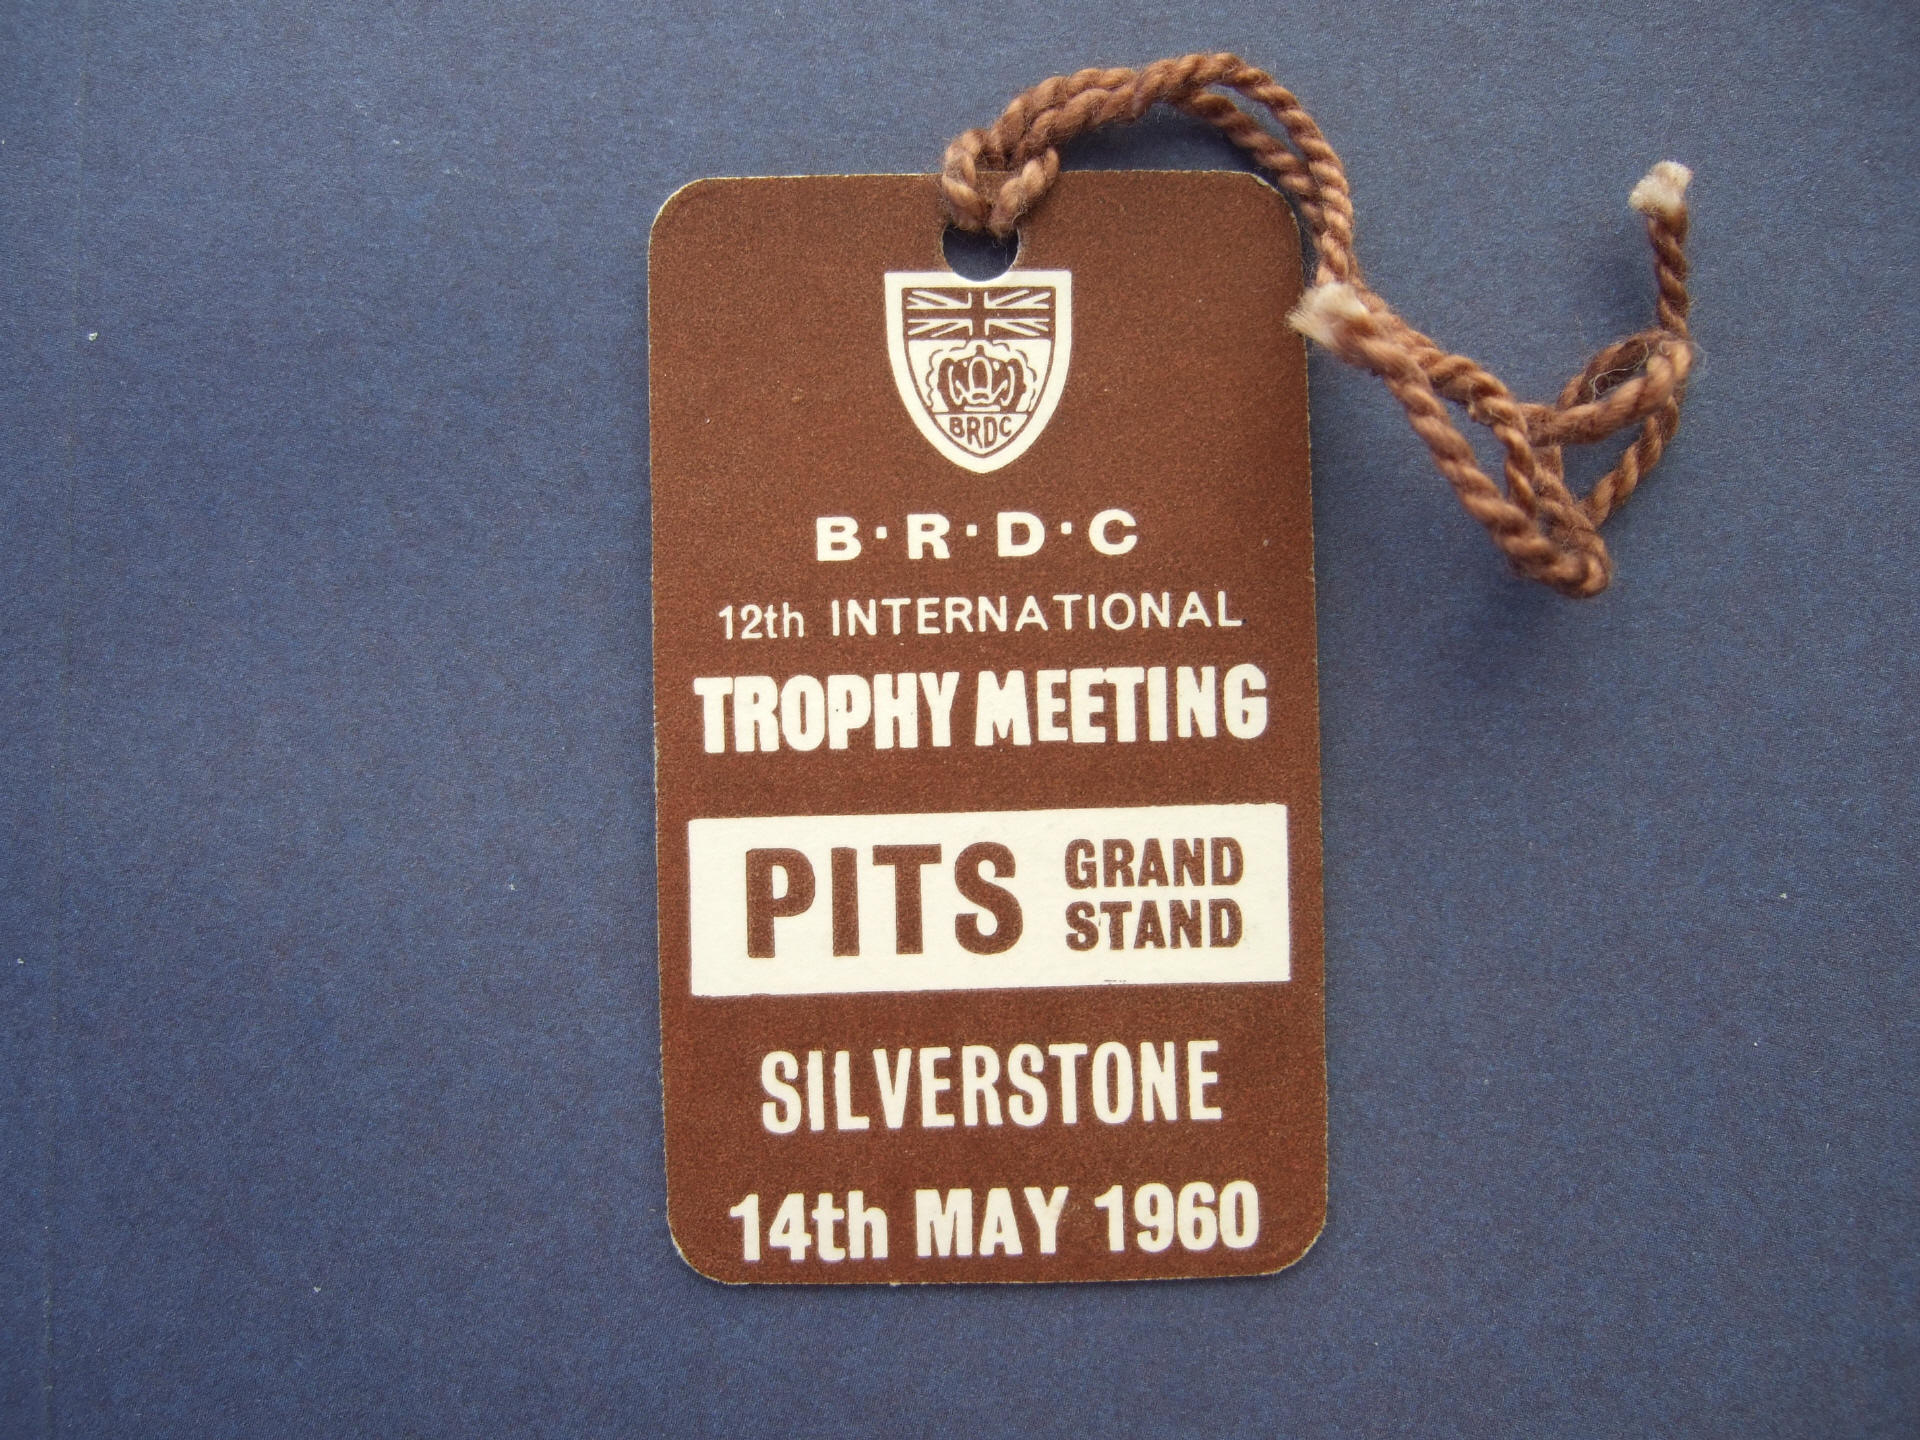 BRDC
B·R·D·C
12th INTERNATIONAL
TROPHY MEETING
PITS GRAND STAND
SILVERSTONE
14th MAY 1960